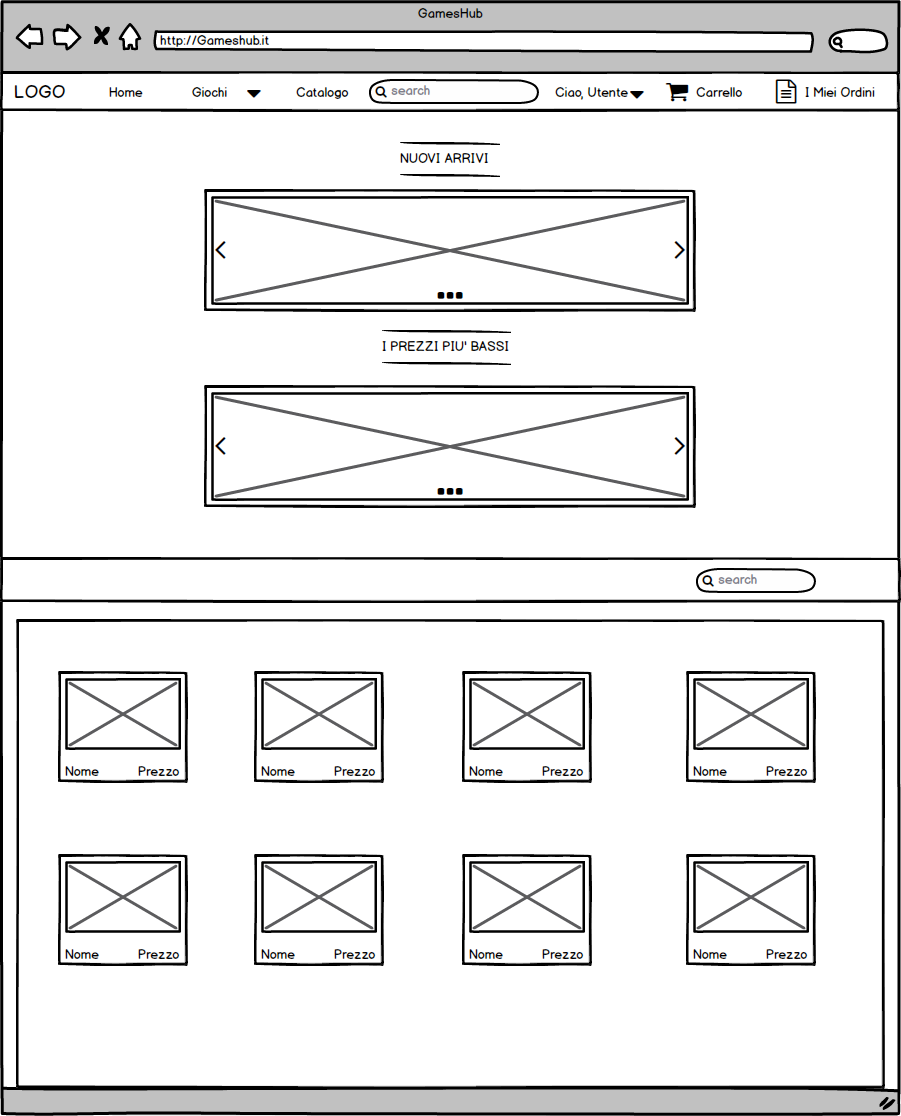 GamesHub
http://Gameshub.it
LOGO Home Giochi Catalogo search Ciao, Utente Carrello I Miei Ordini
NUOVI ARRIVI
I PREZZI PIU' BASSI
search
Nome Prezzo Nome Prezzo Nome Prezzo Nome Prezzo
Nome Prezzo Nome Prezzo Nome Prezzo Nome Prezzo